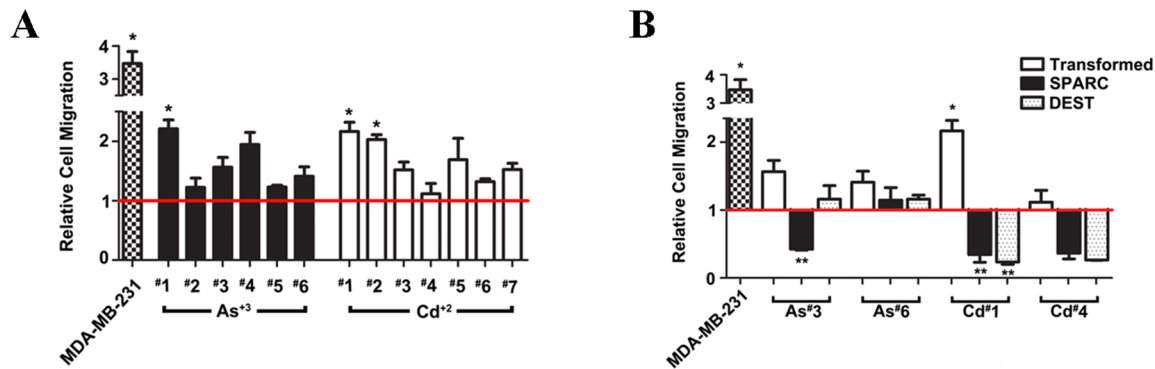 A
Relative Cell Migration
4
3
2
1
0
*
*
*
*
MDA-MB-231
#1 #2 #3 #4 #5 #6
As+3
#1 #2 #3 #4 #5 #6 #7
Cd+2
B
Relative Cell Migration
4
3
2
1
0
*
*
**
**
**
Transformed
SPARC
DEST
MDA-MB-231
As#3
As#6
Cd#1
Cd#4